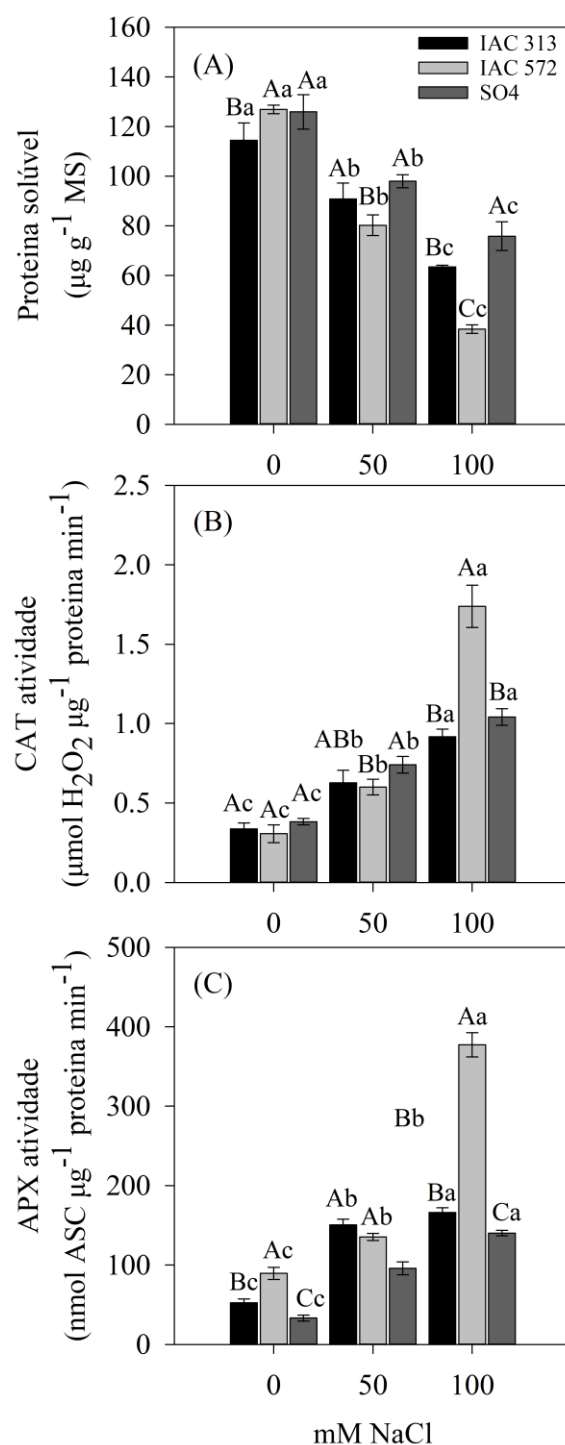 160
(A)
IAC 313
IAC 572
SO4
140
Ba
Aa
Aa
120
Ab
Bb
Ab
100
80
Bc
Cc
Ac
60
40
20
0
Proteina solúvel
(µg g⁻¹ MS)
0
50
100
2.5
(B)
2.0
Aa
1.5
1.0
ABb
Bb
Ab
Ba
Ba
0.5
Ac
Ac
Ac
0.0
CAT atividade
(µmol H₂O₂ µg⁻¹ proteina min⁻¹)
0
50
100
500
(C)
400
Aa
300
Bb
200
Ab
Ab
Ba
Ca
100
Bc
Ac
Cc
0
APX atividade
(nmol ASC µg⁻¹ proteina min⁻¹)
0
50
100
mM NaCl